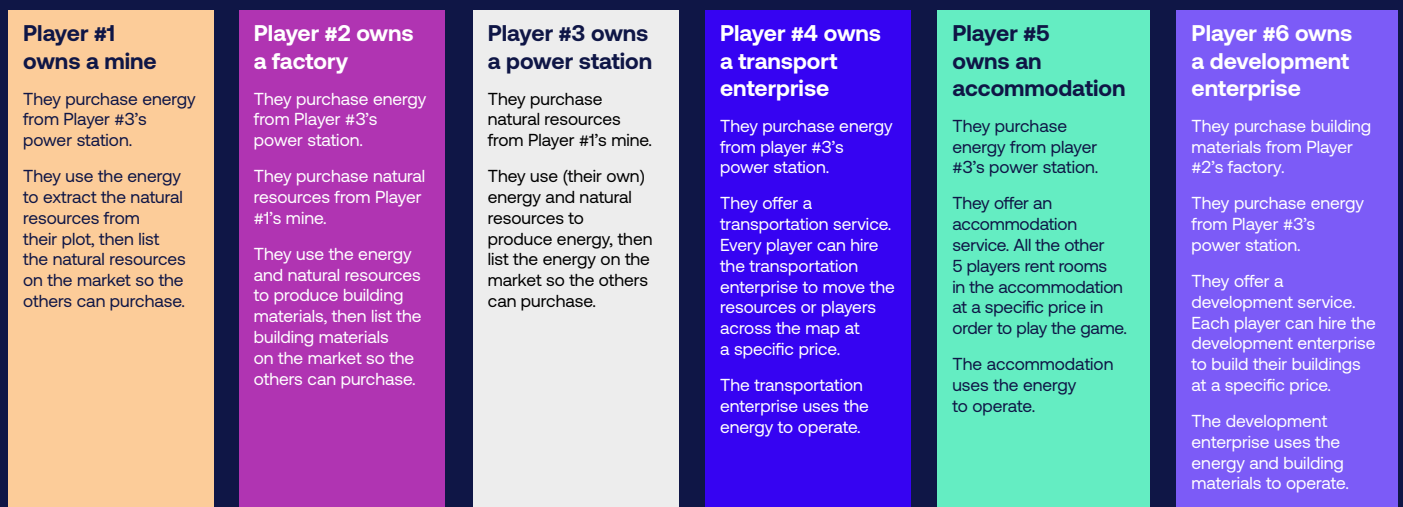 Player #1
owns a mine
They purchase energy
from Player #3’s
power station.
They use the energy
to extract the natural
resources from
their plot, then list
the natural resources
on the market so the
others can purchase.
Player #2 owns
a factory
They purchase energy
from Player #3’s
power station.
They purchase natural
resources from Player
#1’s mine.
They use the energy
and natural resources
to produce building
materials, then list the
building materials
on the market so the
others can purchase.
Player #3 owns
a power station
They purchase
natural resources
from Player #1’s mine.
They use (their own)
energy and natural
resources to
produce energy, then
list the energy on the
market so the others
can purchase.
Player #4 owns
a transport
enterprise
They purchase energy
from player #3’s
power station.
They offer a
transportation service.
Every player can hire
the transportation
enterprise to move the
resources or players
across the map at
a specific price.
The transportation
enterprise uses the
energy to operate.
Player #5
owns an
accommodation
They purchase
energy from player
#3’s power station.
They offer an
accommodation
service. All the other
5 players rent rooms
in the accommodation
at a specific price in
order to play the game.
The accommodation
uses the energy
to operate.
Player #6 owns
a development
enterprise
They purchase building
materials from Player
#2’s factory.
They purchase energy
from Player #3’s
power station.
They offer a
development service.
Each player can hire the
development enterprise
to build their buildings
at a specific price.
The development
enterprise uses the
energy and building
materials to operate.